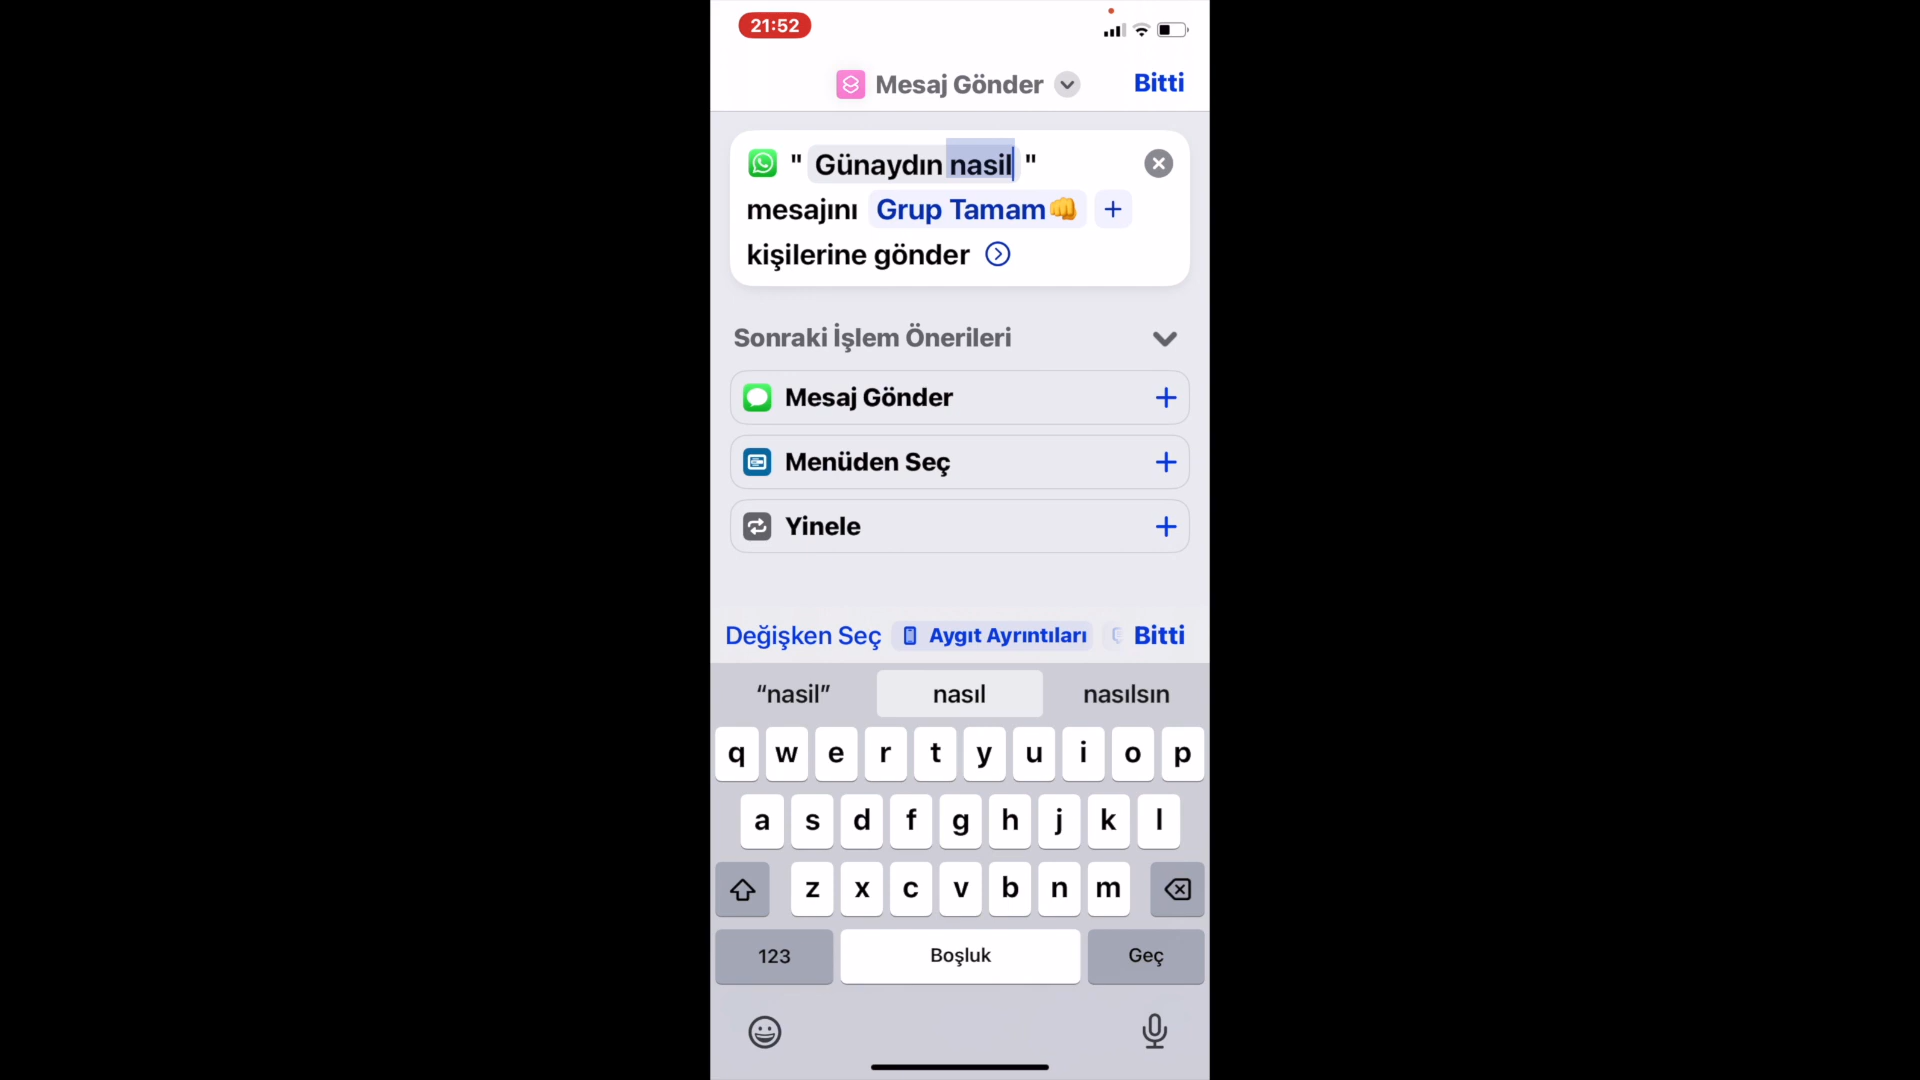 21:52
Mesaj Gönder
Bitti
" Günaydın nasil "
mesajını Grup Tamam👊 +
kişilerine gönder
Sonraki İşlem Önerileri
Mesaj Gönder +
Menüden Seç +
Yinele +
Değişken Seç Aygıt Ayrıntıları Bitti
“nasil” nasıl nasılsın
q w e r t y u i o p
a s d f g h j k l
z x c v b n m
123 Boşluk Geç